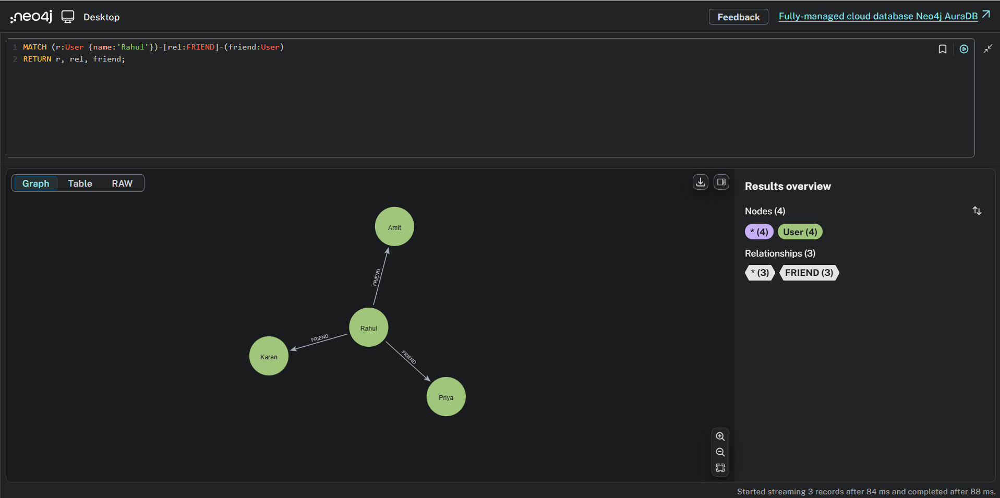 neo4j Desktop Feedback Fully-managed cloud database Neo4j AuraDB
1 MATCH (r:User {name:'Rahul'})-[rel:FRIEND]-(friend:User)
2 RETURN r, rel, friend;
Graph Table RAW
Results overview
Nodes (4)
* (4) User (4)
Relationships (3)
* (3) FRIEND (3)
Amit
FRIEND
Rahul
FRIEND
Karan
FRIEND
Priya
Started streaming 3 records after 84 ms and completed after 88 ms.